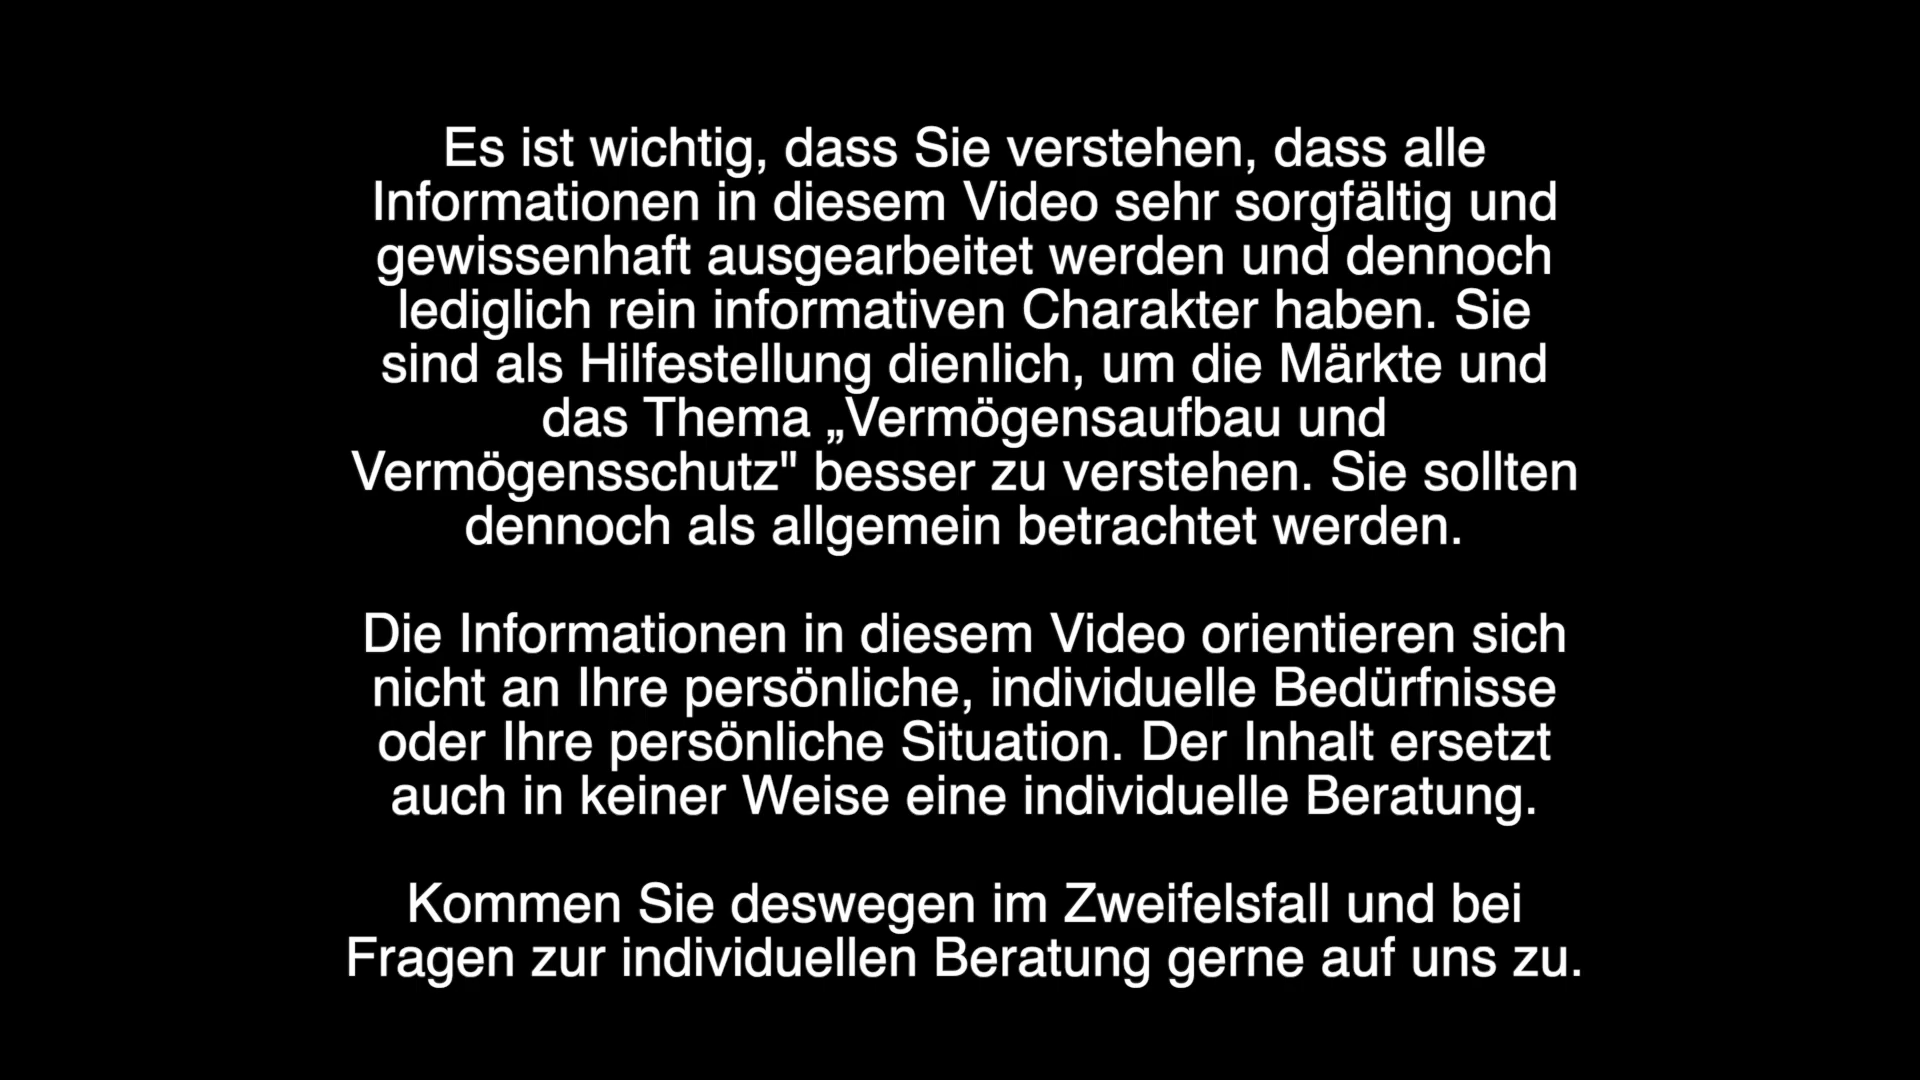 Es ist wichtig, dass Sie verstehen, dass alle
Informationen in diesem Video sehr sorgfältig und
gewissenhaft ausgearbeitet werden und dennoch
lediglich rein informativen Charakter haben. Sie
sind als Hilfestellung dienlich, um die Märkte und
das Thema „Vermögensaufbau und
Vermögensschutz" besser zu verstehen. Sie sollten
dennoch als allgemein betrachtet werden.
Die Informationen in diesem Video orientieren sich
nicht an Ihre persönliche, individuelle Bedürfnisse
oder Ihre persönliche Situation. Der Inhalt ersetzt
auch in keiner Weise eine individuelle Beratung.
Kommen Sie deswegen im Zweifelsfall und bei
Fragen zur individuellen Beratung gerne auf uns zu.